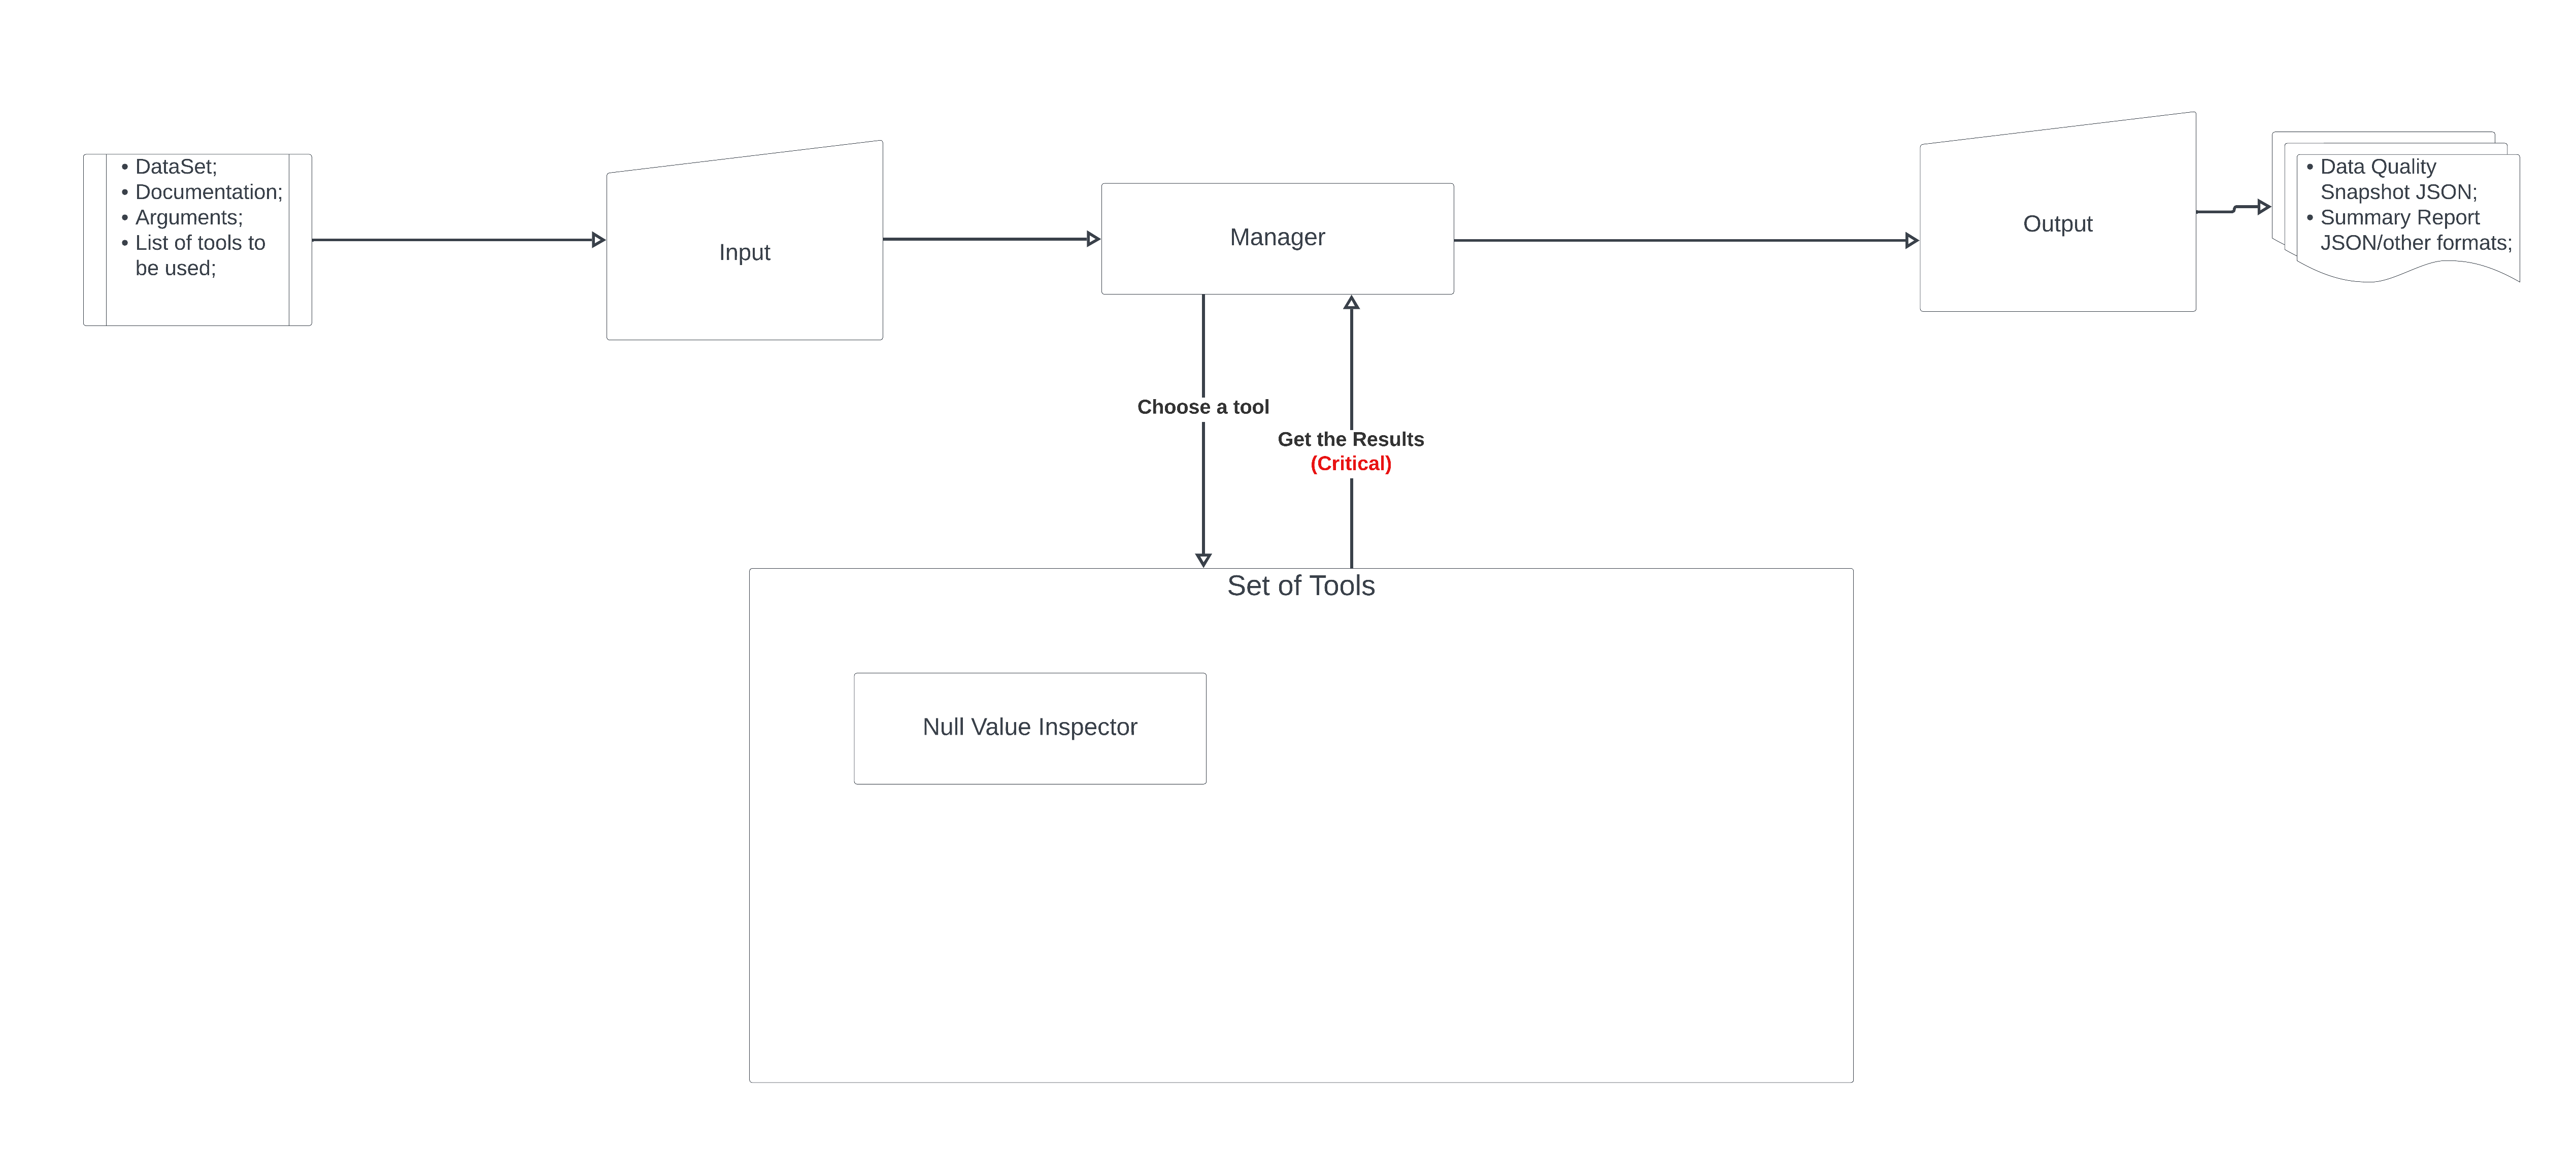 • DataSet;
• Documentation;
• Arguments;
• List of tools to
be used;
Input
Manager
Output
• Data Quality
Snapshot JSON;
• Summary Report
JSON/other formats;
Choose a tool
Get the Results
(Critical)
Set of Tools
Null Value Inspector